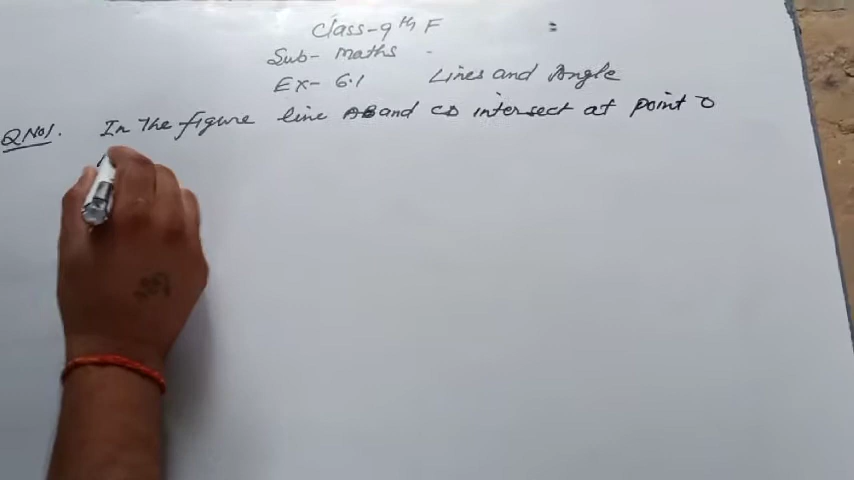 Class-9th F
Sub- Maths
Ex- 6.1 Lines and Angle
Q.No1. In the figure line AB and CD intersect at point O